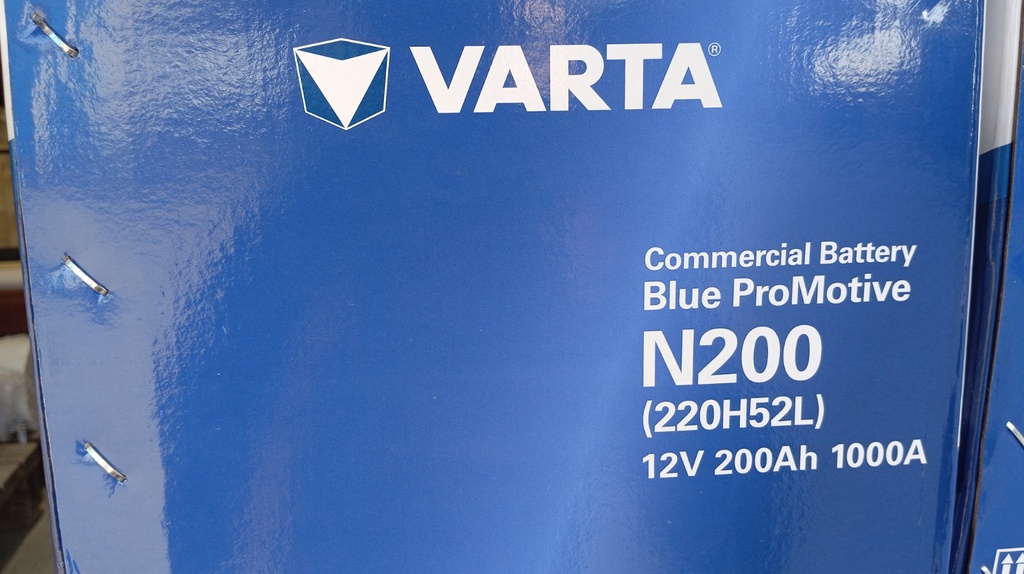 VARTA®
Commercial Battery
Blue ProMotive
N200
(220H52L)
12V 200Ah 1000A